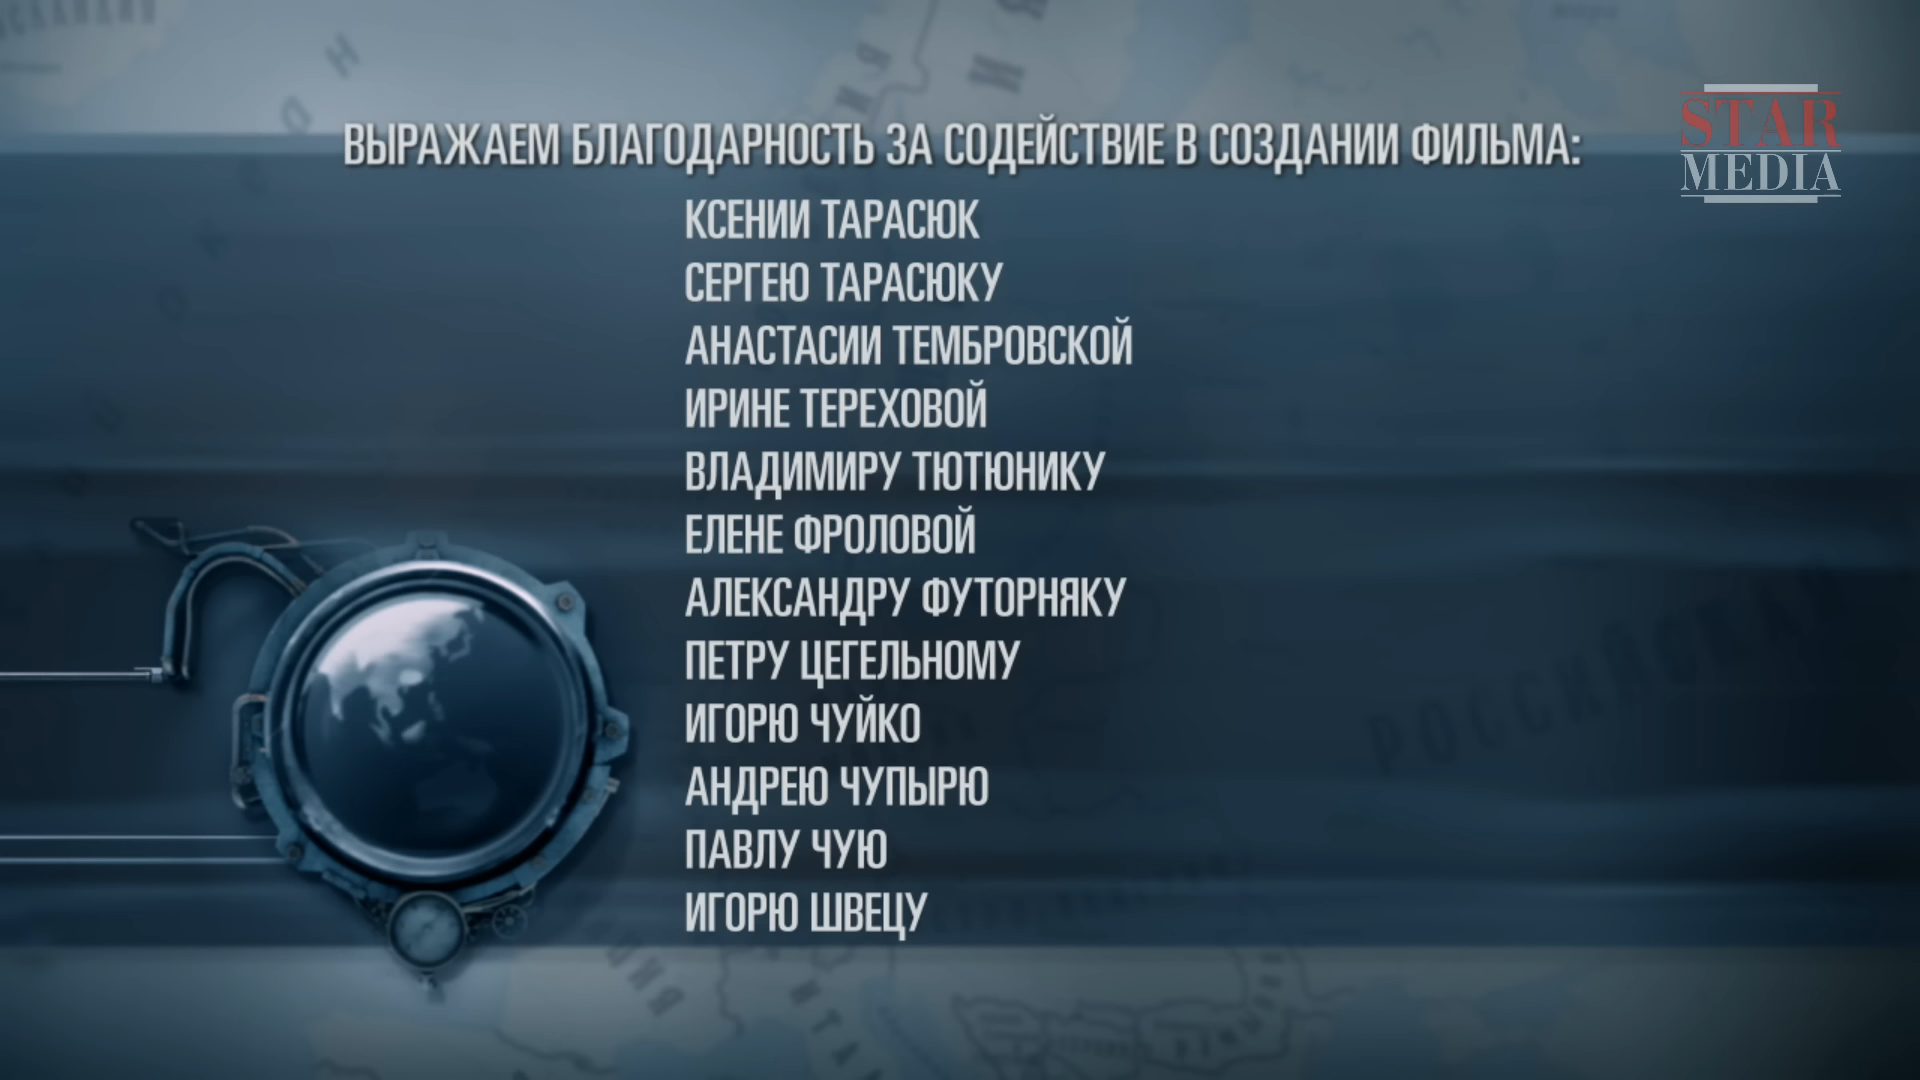 ВЫРАЖАЕМ БЛАГОДАРНОСТЬ ЗА СОДЕЙСТВИЕ В СОЗДАНИИ ФИЛЬМА:
STAR
MEDIA
КСЕНИИ ТАРАСЮК
СЕРГЕЮ ТАРАСЮКУ
АНАСТАСИИ ТЕМБРОВСКОЙ
ИРИНЕ ТЕРЕХОВОЙ
ВЛАДИМИРУ ТЮТЮНИКУ
ЕЛЕНЕ ФРОЛОВОЙ
АЛЕКСАНДРУ ФУТОРНЯКУ
ПЕТРУ ЦЕГЕЛЬНОМУ
ИГОРЮ ЧУЙКО
АНДРЕЮ ЧУПЫРЮ
ПАВЛУ ЧУЮ
ИГОРЮ ШВЕЦУ
РОССИЙСКАЯ